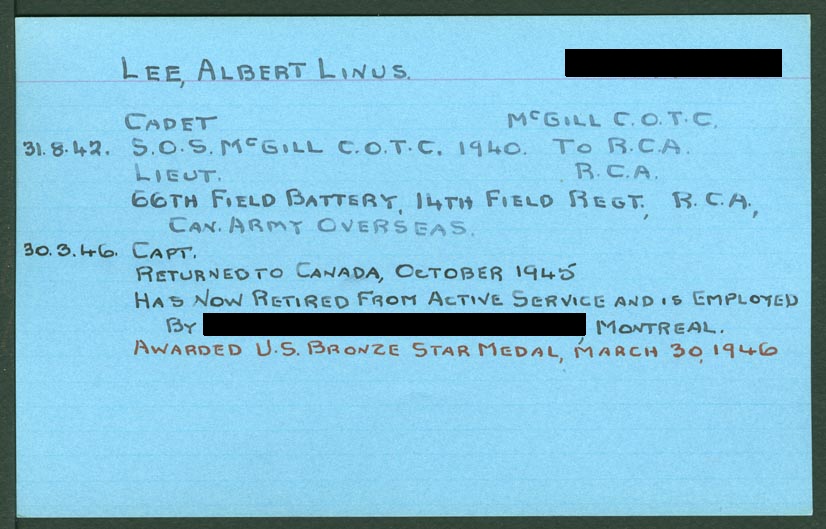 LEE, ALBERT LINUS.
CADET McGILL C.O.T.C.
31.8.42. S.O.S. McGILL C.O.T.C. 1940. TO R.C.A.
LIEUT. R.C.A.
66TH FIELD BATTERY, 14TH FIELD REGT., R.C.A.,
CAN. ARMY OVERSEAS.
30.3.46. CAPT.
RETURNED TO CANADA, OCTOBER 1945
HAS NOW RETIRED FROM ACTIVE SERVICE AND IS EMPLOYED
BY , MONTREAL.
AWARDED U.S. BRONZE STAR MEDAL, MARCH 30, 1946